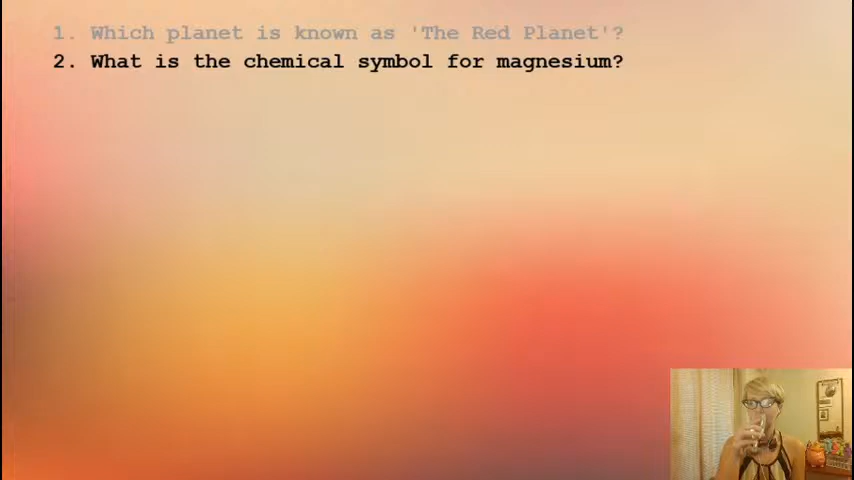 1. Which planet is known as 'The Red Planet'?
2. What is the chemical symbol for magnesium?